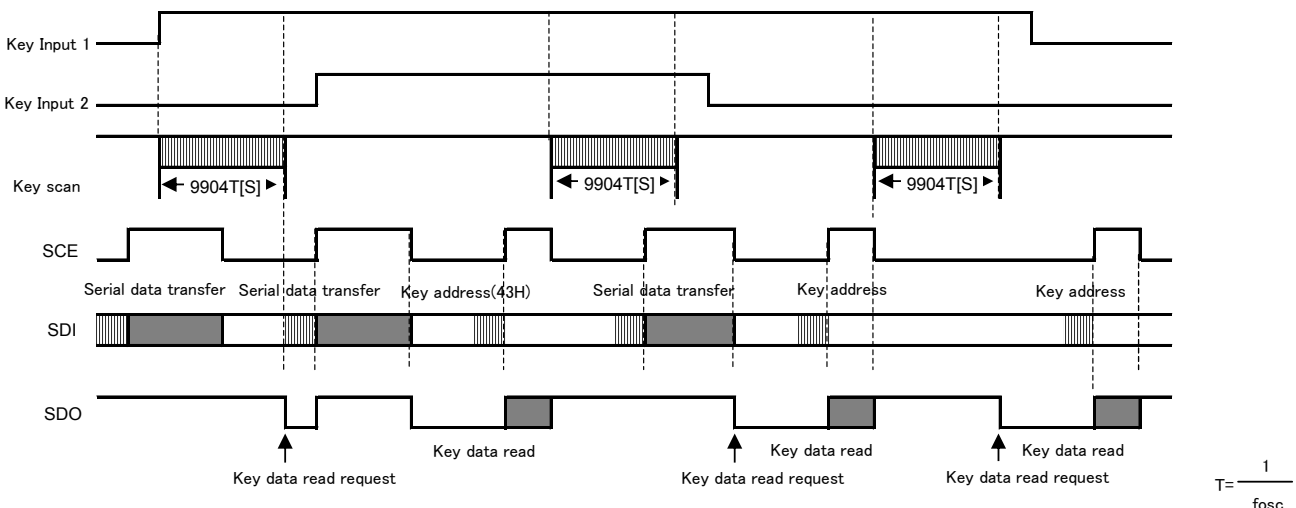 Key Input 1
Key Input 2
Key scan
9904T[S]
9904T[S]
9904T[S]
SCE
Serial data transfer
Serial data transfer
Key address(43H)
Serial data transfer
Key address
Key address
SDI
SDO
Key data read
Key data read
Key data read
Key data read request
Key data read request
Key data read request
T=
1
fosc